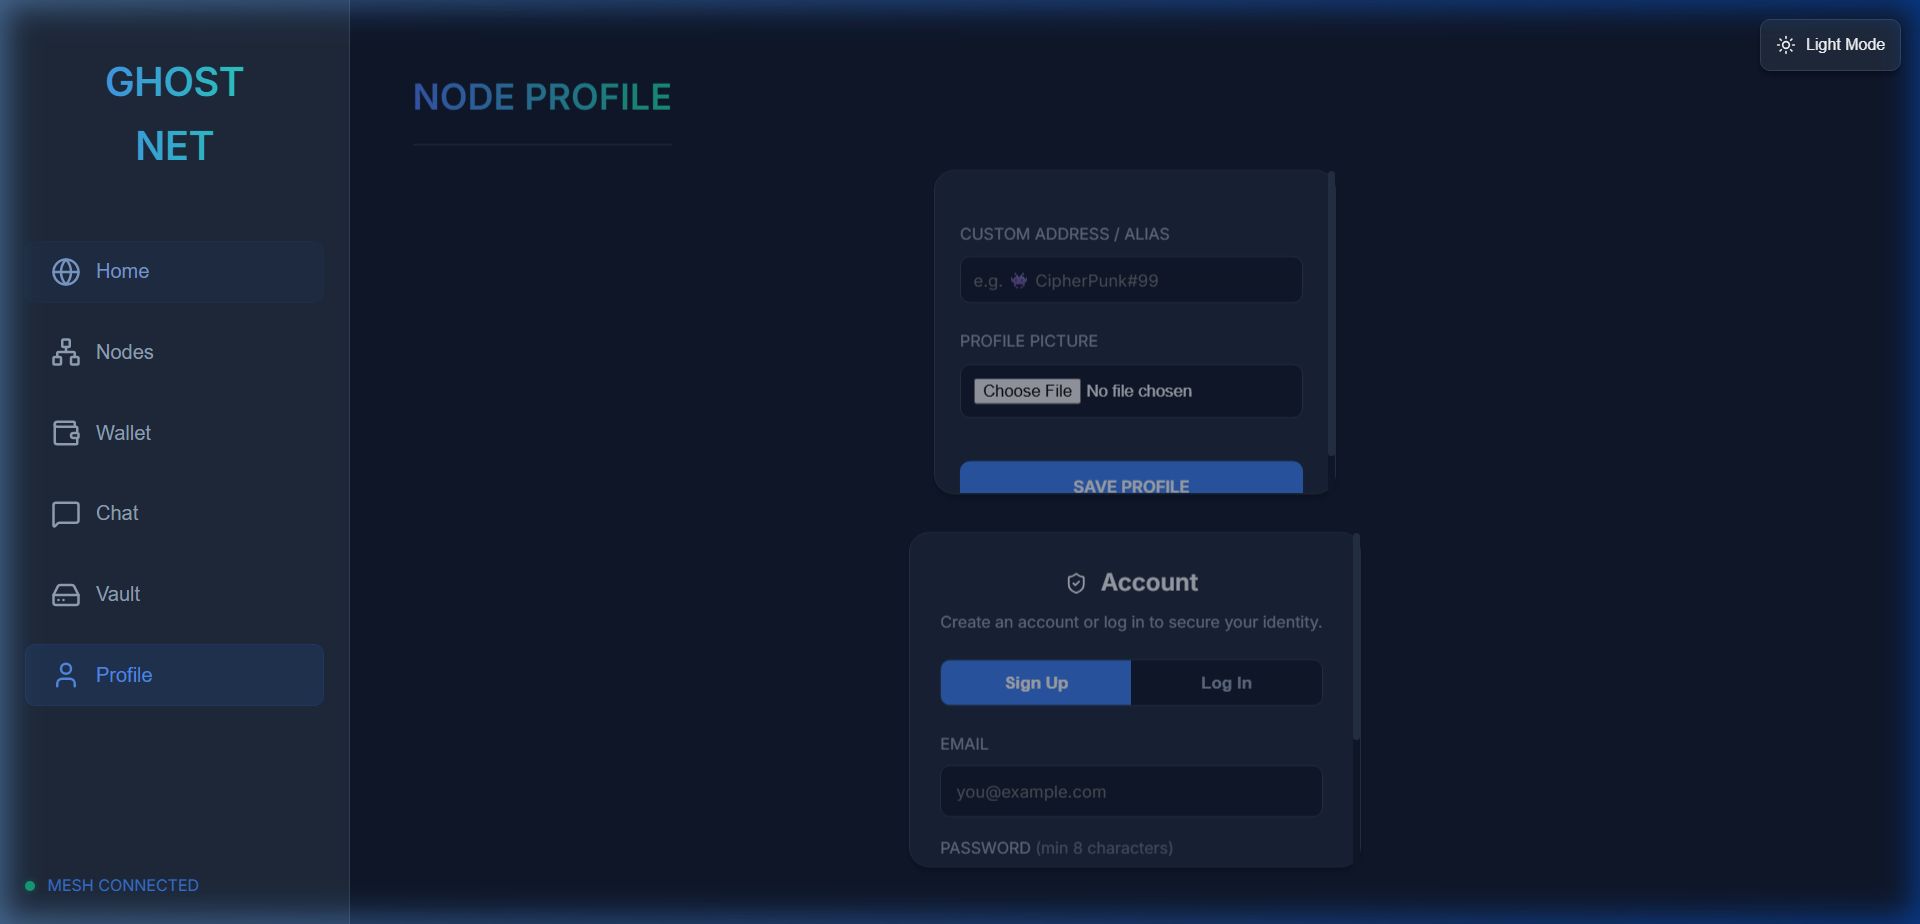 GHOST
NET
Home
Nodes
Wallet
Chat
Vault
Profile
MESH CONNECTED
Light Mode
NODE PROFILE
CUSTOM ADDRESS / ALIAS
e.g. 👾 CipherPunk#99
PROFILE PICTURE
Choose File No file chosen
SAVE PROFILE
Account
Create an account or log in to secure your identity.
Sign Up Log In
EMAIL
you@example.com
PASSWORD (min 8 characters)